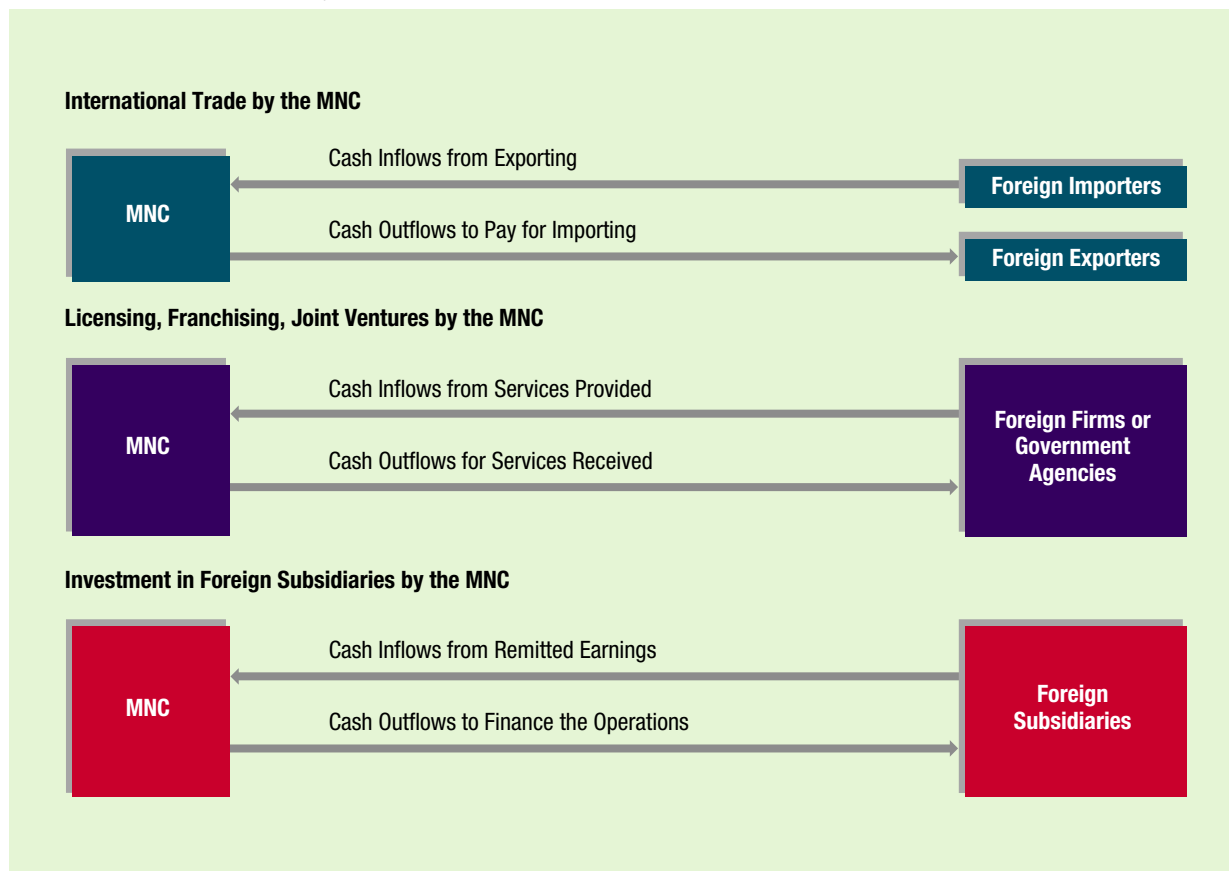 International Trade by the MNC
MNC
Cash Inflows from Exporting
Foreign Importers
Cash Outflows to Pay for Importing
Foreign Exporters
Licensing, Franchising, Joint Ventures by the MNC
MNC
Cash Inflows from Services Provided
Cash Outflows for Services Received
Foreign Firms or
Government
Agencies
Investment in Foreign Subsidiaries by the MNC
MNC
Cash Inflows from Remitted Earnings
Cash Outflows to Finance the Operations
Foreign
Subsidiaries